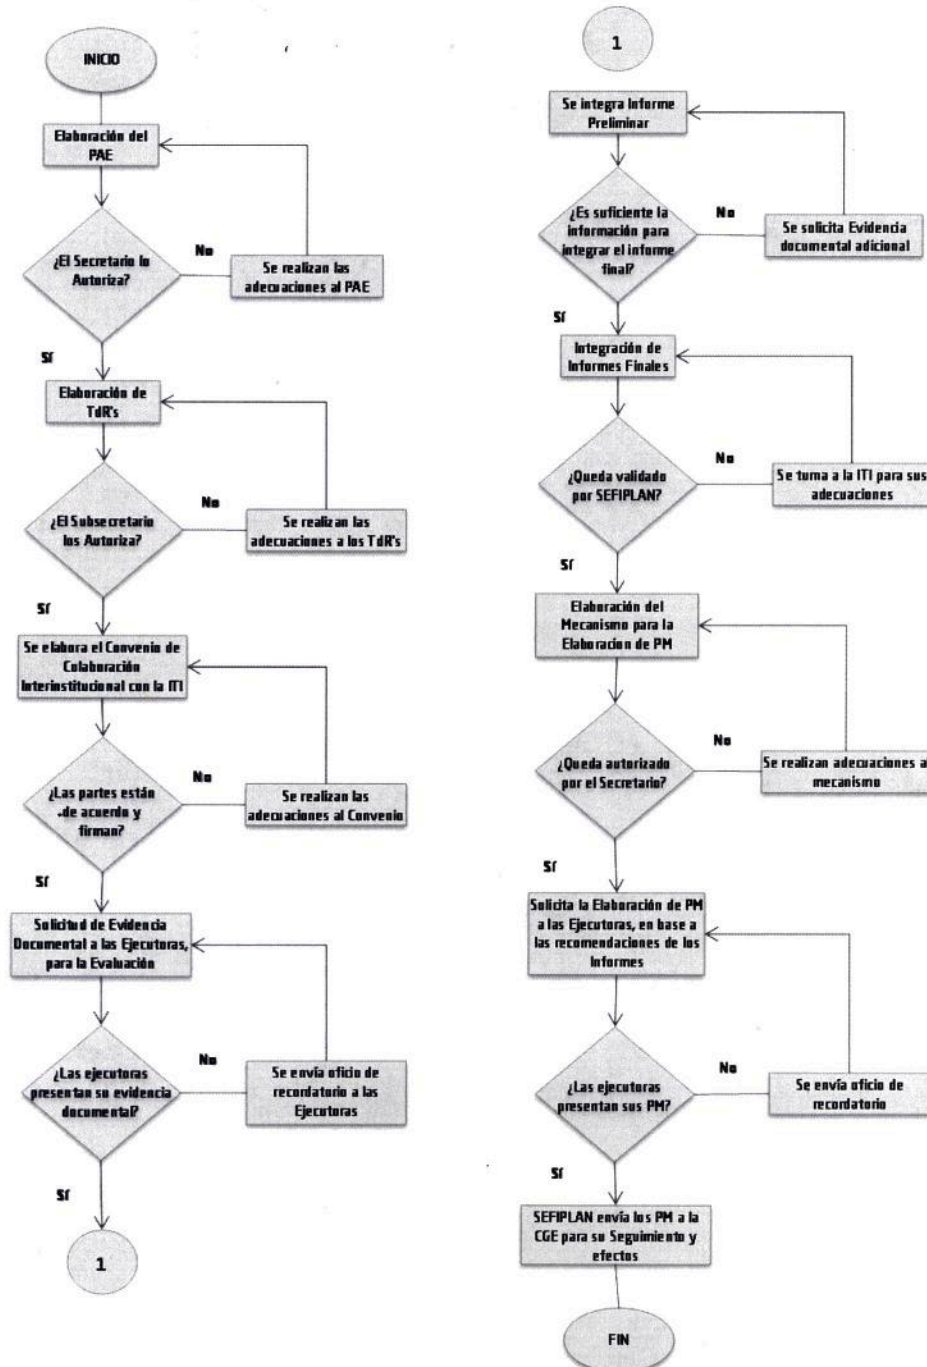 INICIO
Elaboración del
PAE
¿El Secretario lo
Autoriza?
No
Se realizan las
adecuaciones al PAE
Sí
Elaboración de
TdR's
¿El Subsecretario
los Autoriza?
No
Se realizan las
adecuaciones a los TdR's
Sí
Se elabora el Convenio de
Colaboración
Interinstitucional con la ITI
¿Las partes están
de acuerdo y
firman?
No
Se realizan las
adecuaciones al Convenio
Sí
Solicitud de Evidencia
Documental a las Ejecutoras,
para la Evaluación
¿Las ejecutoras
presentan su evidencia
documental?
No
Se envía oficio de
recordatorio a las
Ejecutoras
Sí
1
1
Se integra Informe
Preliminar
¿Es suficiente la
información para
integrar el informe
final?
No
Se solicita Evidencia
documental adicional
Sí
Integración de
Informes Finales
¿Queda validado
por SEFIPLAN?
No
Se turna a la ITI para sus
adecuaciones
Sí
Elaboración del
Mecanismo para la
Elaboracion de PM
¿Queda autorizado
por el Secretario?
No
Se realizan adecuaciones al
mecanismo
Sí
Solicita la Elaboración de PM
a las Ejecutoras, en base a
las recomendaciones de los
Informes
¿Las ejecutoras
presentan sus PM?
No
Se envía oficio de
recordatorio
Sí
SEFIPLAN envía los PM a la
CGE para su Seguimiento y
efectos
FIN